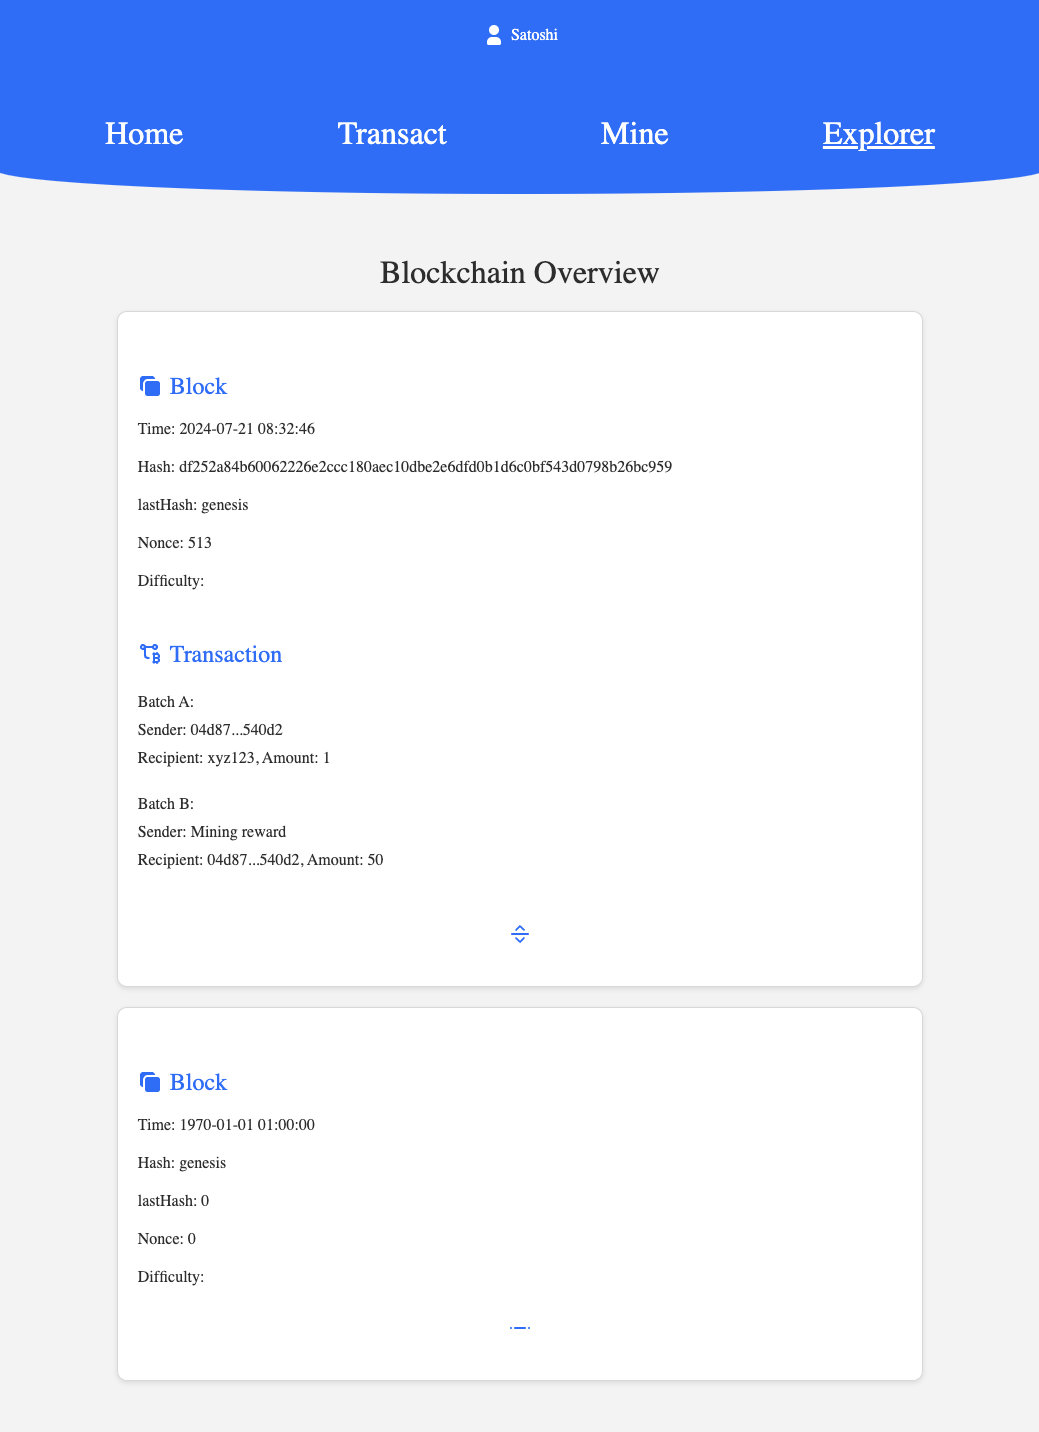 Satoshi
Home Transact Mine Explorer
Blockchain Overview
Block
Time: 2024-07-21 08:32:46
Hash: df252a84b60062226e2ccc180aec10dbe2e6dfd0b1d6c0bf543d0798b26bc959
lastHash: genesis
Nonce: 513
Difficulty:
Transaction
Batch A:
Sender: 04d87...540d2
Recipient: xyz123, Amount: 1
Batch B:
Sender: Mining reward
Recipient: 04d87...540d2, Amount: 50
Block
Time: 1970-01-01 01:00:00
Hash: genesis
lastHash: 0
Nonce: 0
Difficulty: